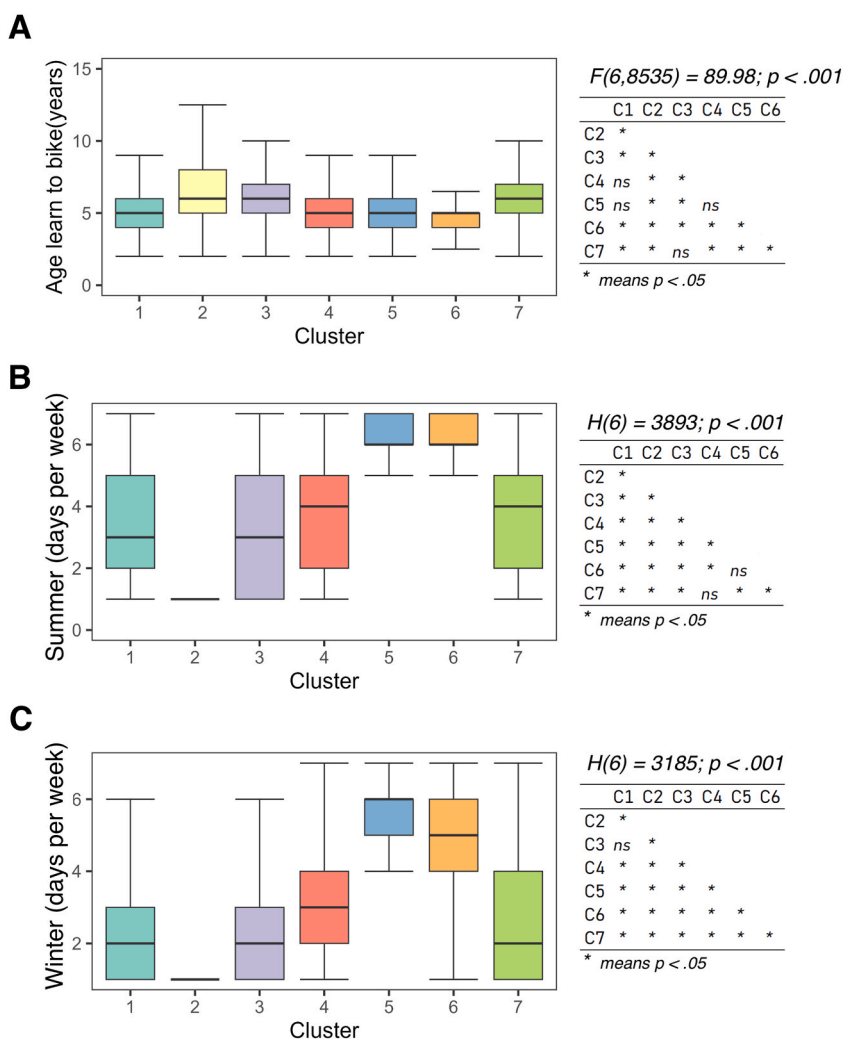 A
Age learn to bike(years)
15
10
5
0
1 2 3 4 5 6 7
Cluster
F(6,8535) = 89.98; p < .001
C1 C2 C3 C4 C5 C6
C2 *
C3 * *
C4 ns * *
C5 ns * * ns
C6 * * * * *
C7 * * ns * * *
* means p < .05
B
Summer (days per week)
6
4
2
0
1 2 3 4 5 6 7
Cluster
H(6) = 3893; p < .001
C1 C2 C3 C4 C5 C6
C2 *
C3 * *
C4 * * *
C5 * * * *
C6 * * * * ns
C7 * * * ns * *
* means p < .05
C
Winter (days per week)
6
4
2
1 2 3 4 5 6 7
Cluster
H(6) = 3185; p < .001
C1 C2 C3 C4 C5 C6
C2 *
C3 ns *
C4 * * *
C5 * * * *
C6 * * * * *
C7 * * * * * *
* means p < .05